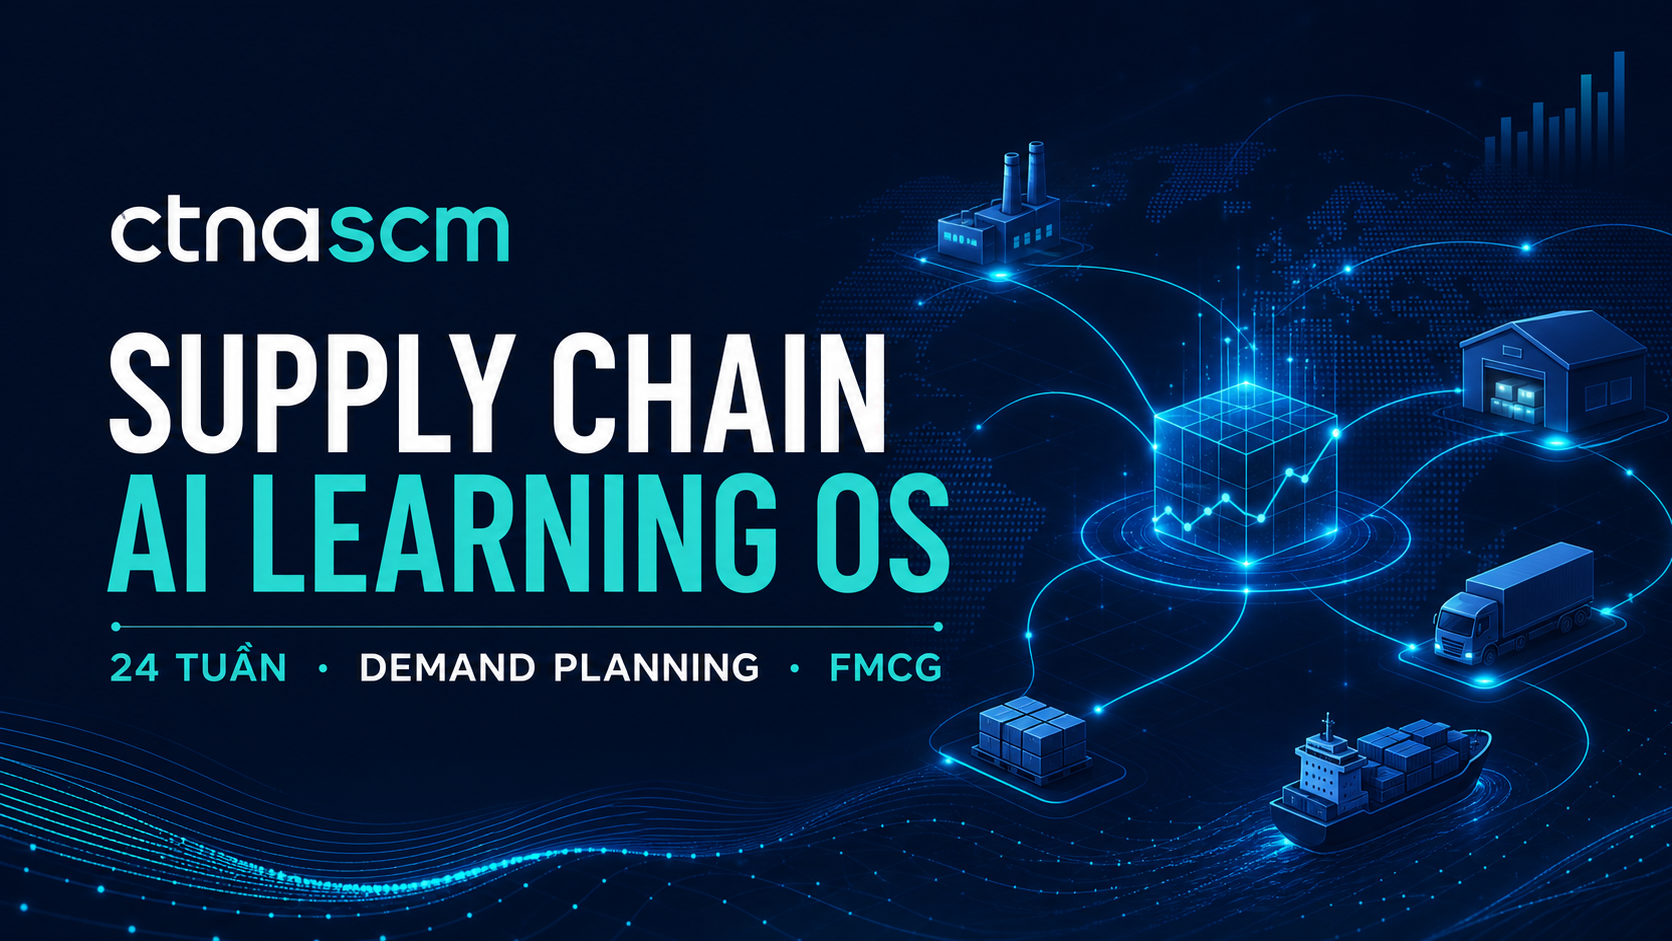 ctnascm
SUPPLY CHAIN
AI LEARNING OS
24 TUẦN • DEMAND PLANNING • FMCG